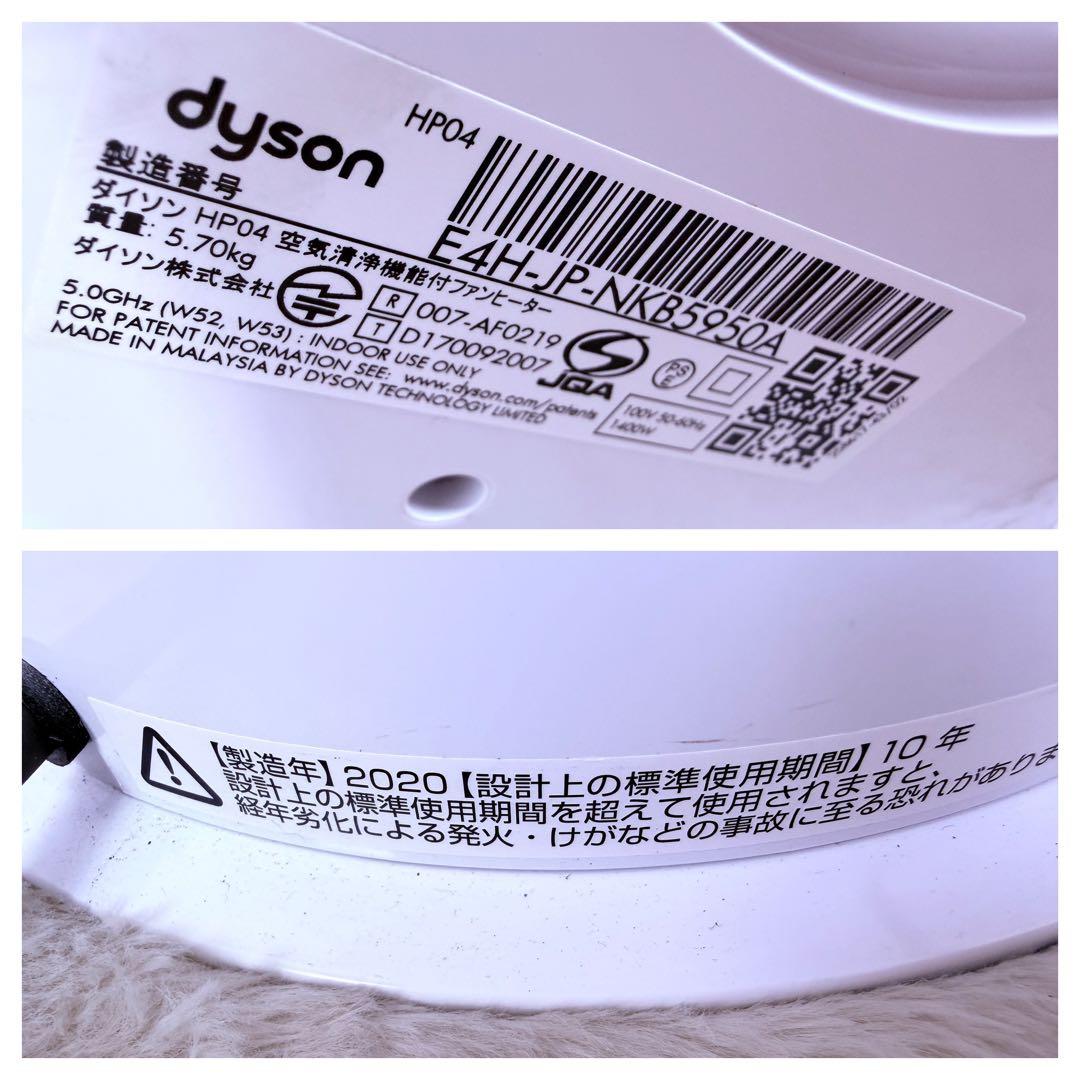 dyson
HP04
製造番号
E4H-JP-NKB5950A
ダイソン HP04 空気清浄機能付ファンヒーター
質量: 5.70kg
ダイソン株式会社
R 007-AF0219
T D170092007
JQA
PS
E
5.0GHz (W52, W53) : INDOOR USE ONLY
FOR PATENT INFORMATION SEE: www.dyson.com/patents
MADE IN MALAYSIA BY DYSON TECHNOLOGY LIMITED
100V 50-60Hz
1400W
【製造年】2020【設計上の標準使用期間】10 年
設計上の標準使用期間を超えて使用されますと、
経年劣化による発火・けがなどの事故に至る恐れがありま